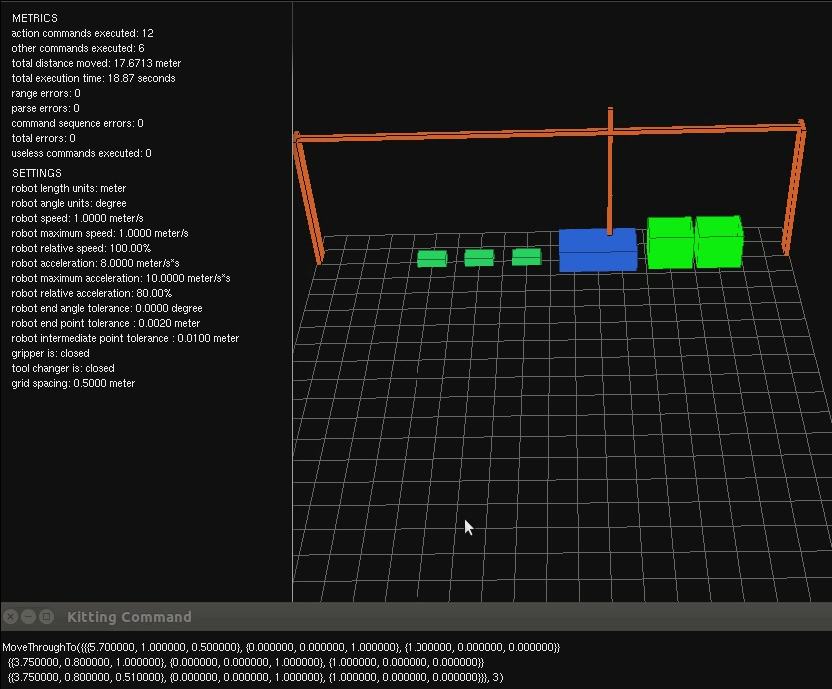 METRICS
action commands executed: 12
other commands executed: 6
total distance moved: 17.6713 meter
total execution time: 18.87 seconds
range errors: 0
parse errors: 0
command sequence errors: 0
total errors: 0
useless commands executed: 0
SETTINGS
robot length units: meter
robot angle units: degree
robot speed: 1.0000 meter/s
robot maximum speed: 1.0000 meter/s
robot relative speed: 100.00%
robot acceleration: 8.0000 meter/s*s
robot maximum acceleration: 10.0000 meter/s*s
robot relative acceleration: 80.00%
robot end angle tolerance: 0.0000 degree
robot end point tolerance : 0.0020 meter
robot intermediate point tolerance : 0.0100 meter
gripper is: closed
tool changer is: closed
grid spacing: 0.5000 meter
Kitting Command
MoveThroughTo({{{5.700000, 1.000000, 0.500000}, {0.000000, 0.000000, 1.000000}, {1.000000, 0.000000, 0.000000}}
{{3.750000, 0.800000, 1.000000}, {0.000000, 0.000000, 1.000000}, {1.000000, 0.000000, 0.000000}}
{{3.750000, 0.800000, 0.510000}, {0.000000, 0.000000, 1.000000}, {1.000000, 0.000000, 0.000000}}}, 3)